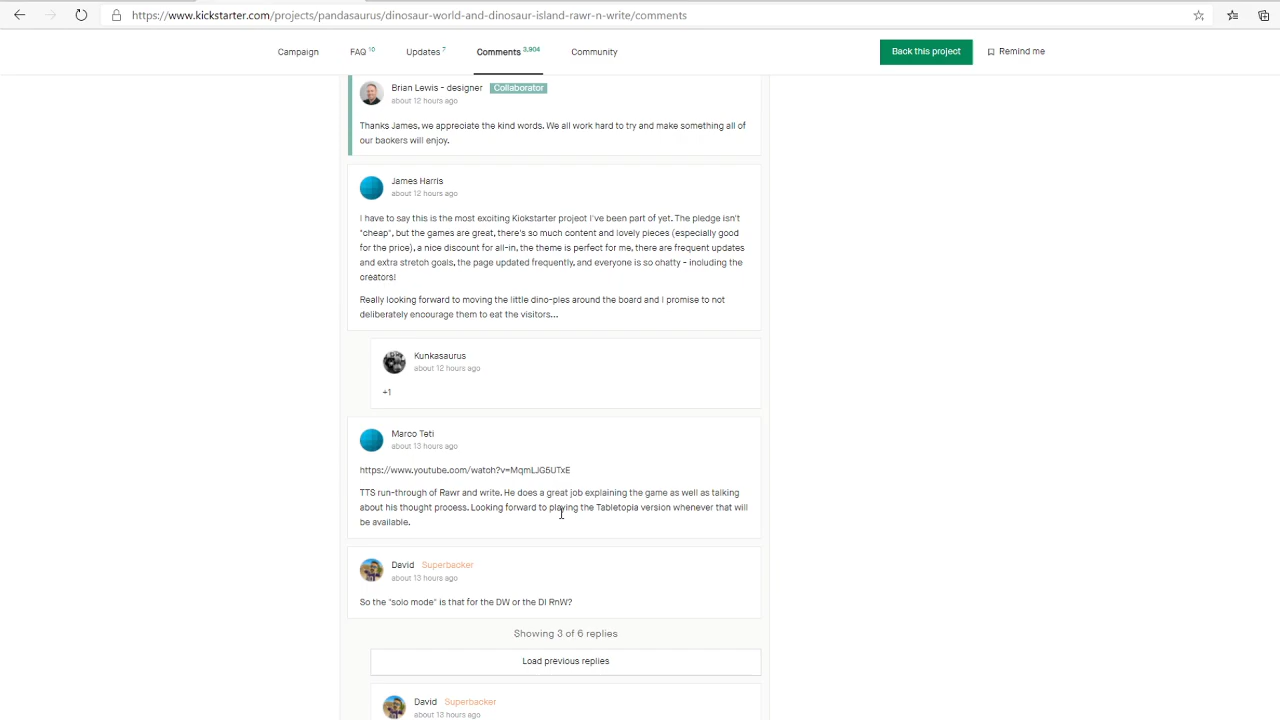 https://www.kickstarter.com/projects/pandasaurus/dinosaur-world-and-dinosaur-island-rawr-n-write/comments
Campaign FAQ 10 Updates 7 Comments 3,904 Community Back this project Remind me
Brian Lewis - designer Collaborator
about 12 hours ago
Thanks James, we appreciate the kind words. We all work hard to try and make something all of
our backers will enjoy.
James Harris
about 12 hours ago
I have to say this is the most exciting Kickstarter project I've been part of yet. The pledge isn't
"cheap", but the games are great, there's so much content and lovely pieces (especially good
for the price), a nice discount for all-in, the theme is perfect for me, there are frequent updates
and extra stretch goals, the page updated frequently, and everyone is so chatty - including the
creators!
Really looking forward to moving the little dino-ples around the board and I promise to not
deliberately encourage them to eat the visitors...
Kunkasaurus
about 12 hours ago
+1
Marco Teti
about 13 hours ago
https://www.youtube.com/watch?v=MqmLJG5UTxE
TTS run-through of Rawr and write. He does a great job explaining the game as well as talking
about his thought process. Looking forward to playing the Tabletopia version whenever that will
be available.
David Superbacker
about 13 hours ago
So the "solo mode" is that for the DW or the DI RnW?
Showing 3 of 6 replies
Load previous replies
David Superbacker
about 13 hours ago